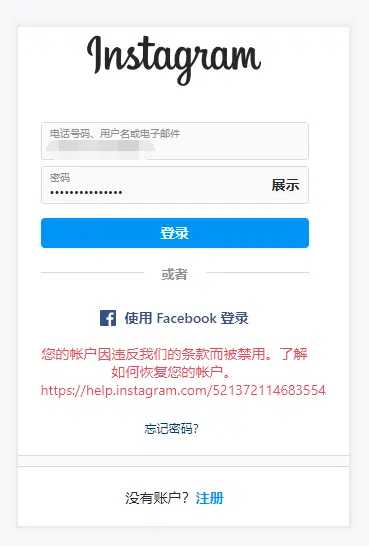 Instagram
电话号码、用户名或电子邮件
密码
展示
登录
或者
使用 Facebook 登录
您的帐户因违反我们的条款而被禁用。了解
如何恢复您的帐户。
https://help.instagram.com/521372114683554
忘记密码?
没有账户? 注册